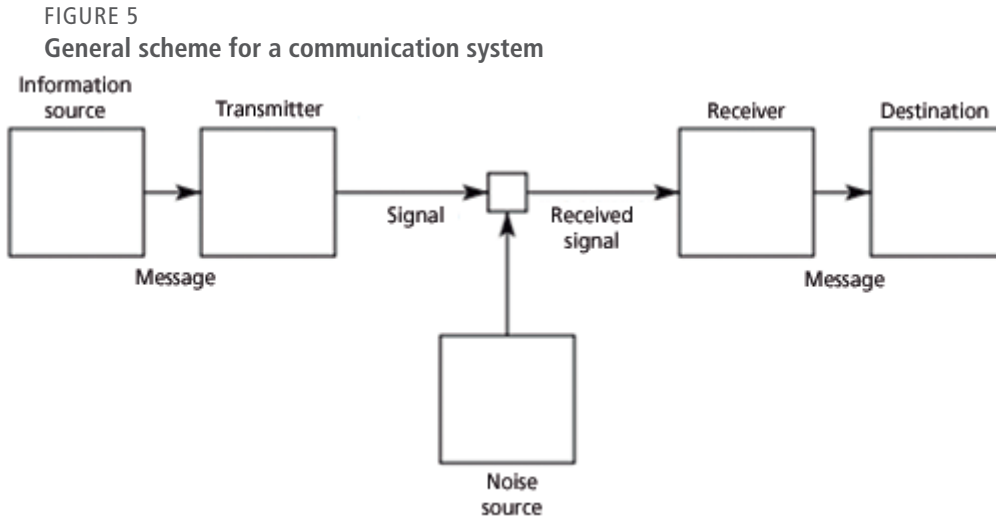 FIGURE 5
General scheme for a communication system
Information
source
Transmitter
Receiver
Destination
Signal
Received
signal
Message
Message
Noise
source